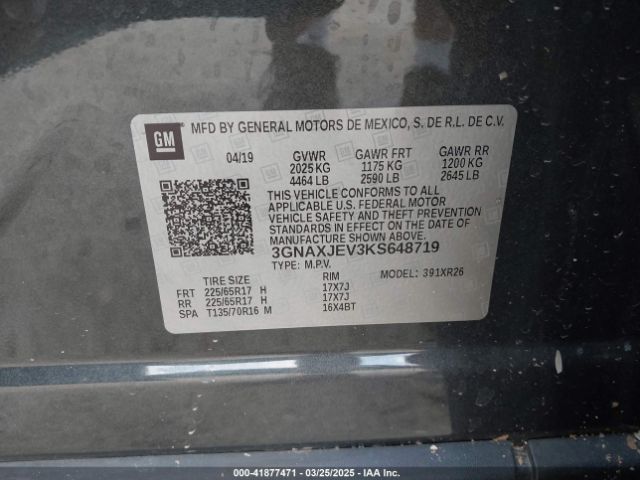 GM
MFD BY GENERAL MOTORS DE MEXICO, S. DE R.L. DE C.V.
04/19 GVWR GAWR FRT GAWR RR
2025 KG 1175 KG 1200 KG
4464 LB 2590 LB 2645 LB
THIS VEHICLE CONFORMS TO ALL
APPLICABLE U.S. FEDERAL MOTOR
VEHICLE SAFETY AND THEFT PREVENTION
STANDARDS IN EFFECT ON THE DATE OF
MANUFACTURE SHOWN ABOVE.
3GNAXJEV3KS648719
TYPE: M.P.V. MODEL: 391XR26
TIRE SIZE RIM
FRT 225/65R17 H 17X7J
RR 225/65R17 H 17X7J
SPA T135/70R16 M 16X4BT
000-41877471 — 03/25/2025 — IAA Inc.